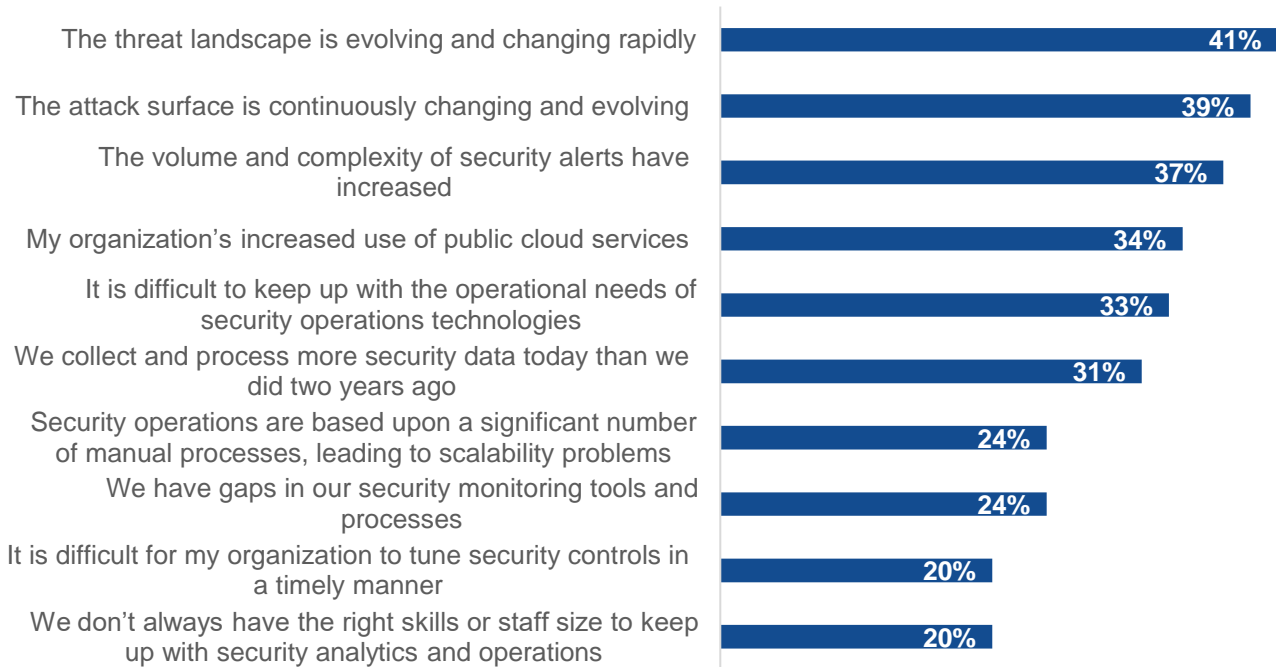 The threat landscape is evolving and changing rapidly
41%
The attack surface is continuously changing and evolving
39%
The volume and complexity of security alerts have
increased
37%
My organization’s increased use of public cloud services
34%
It is difficult to keep up with the operational needs of
security operations technologies
33%
We collect and process more security data today than we
did two years ago
31%
Security operations are based upon a significant number
of manual processes, leading to scalability problems
24%
We have gaps in our security monitoring tools and
processes
24%
It is difficult for my organization to tune security controls in
a timely manner
20%
We don’t always have the right skills or staff size to keep
up with security analytics and operations
20%